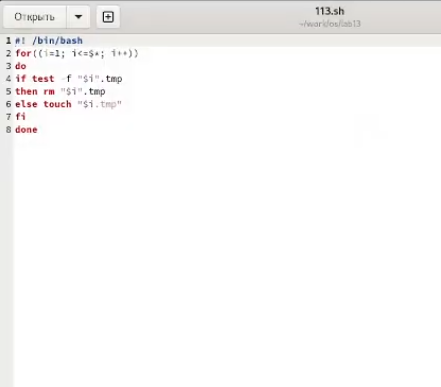 Открыть
113.sh
~/work/os/lab13
1 #! /bin/bash
2 for((i=1; i<=$*; i++))
3 do
4 if test -f "$i".tmp
5 then rm "$i".tmp
6 else touch "$i.tmp"
7 fi
8 done